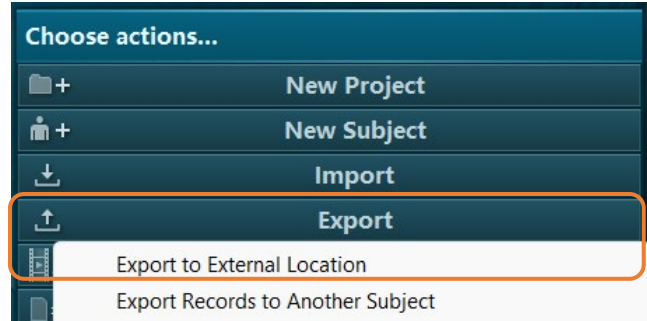 Choose actions...
New Project
New Subject
Import
Export
Export to External Location
Export Records to Another Subject